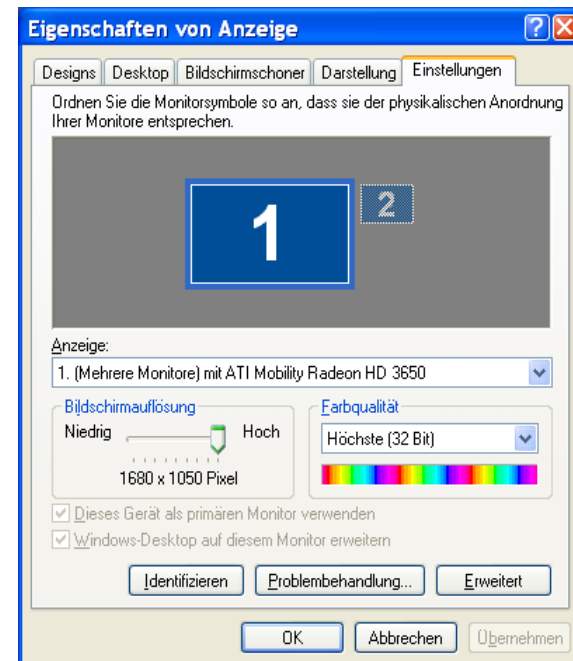 Eigenschaften von Anzeige
Designs Desktop Bildschirmschoner Darstellung Einstellungen
Ordnen Sie die Monitorsymbole so an, dass sie der physikalischen Anordnung
Ihrer Monitore entsprechen.
1
2
Anzeige:
1. (Mehrere Monitore) mit ATI Mobility Radeon HD 3650
Bildschirmauflösung
Niedrig Hoch
1680 x 1050 Pixel
Farbqualität
Höchste (32 Bit)
Dieses Gerät als primären Monitor verwenden
Windows-Desktop auf diesem Monitor erweitern
Identifizieren Problembehandlung... Erweitert
OK Abbrechen Übernehmen